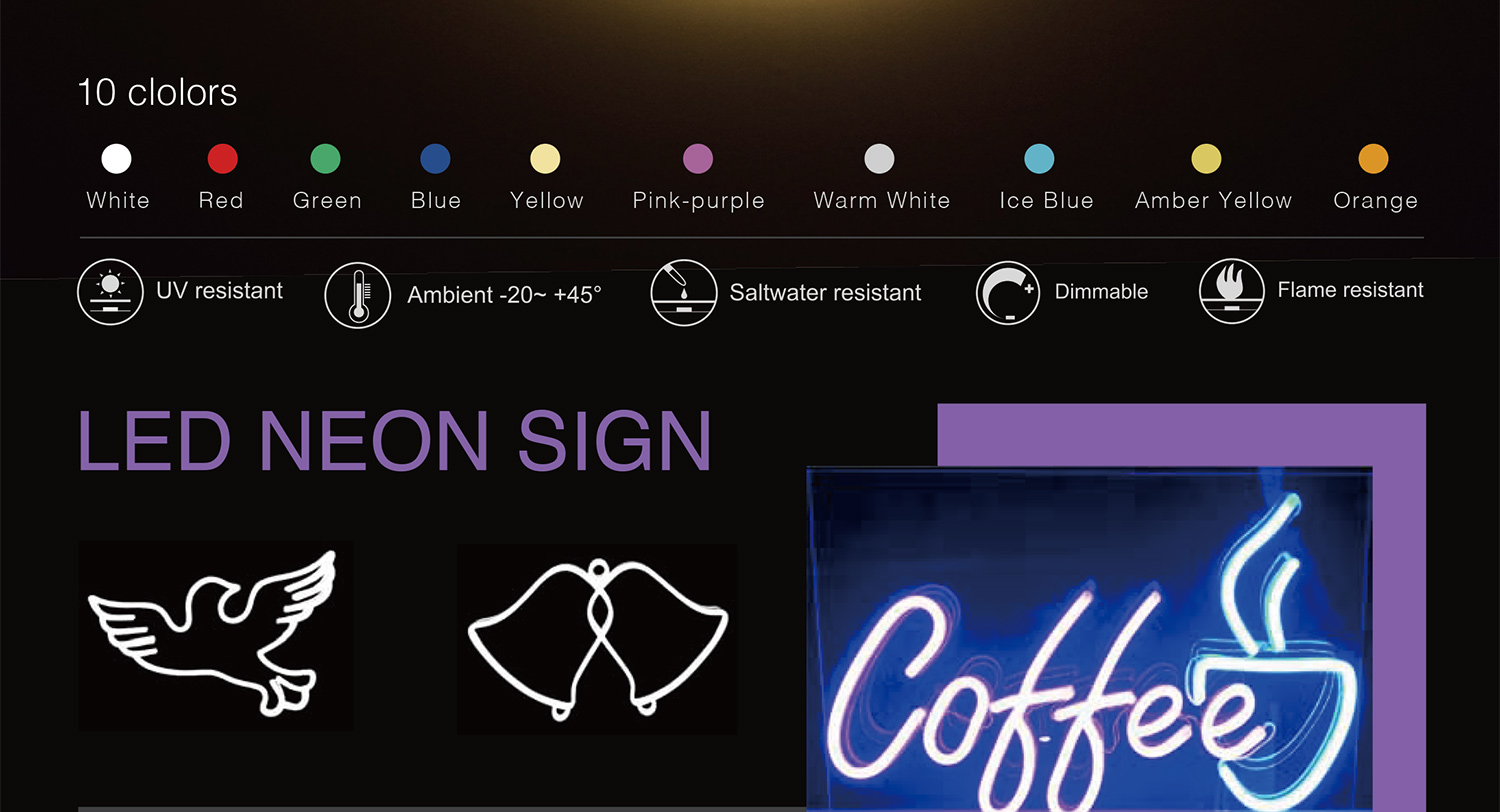 10 clolors
White Red Green Blue Yellow Pink-purple Warm White Ice Blue Amber Yellow Orange
UV resistant Ambient -20~ +45° Saltwater resistant Dimmable Flame resistant
LED NEON SIGN
Coffee